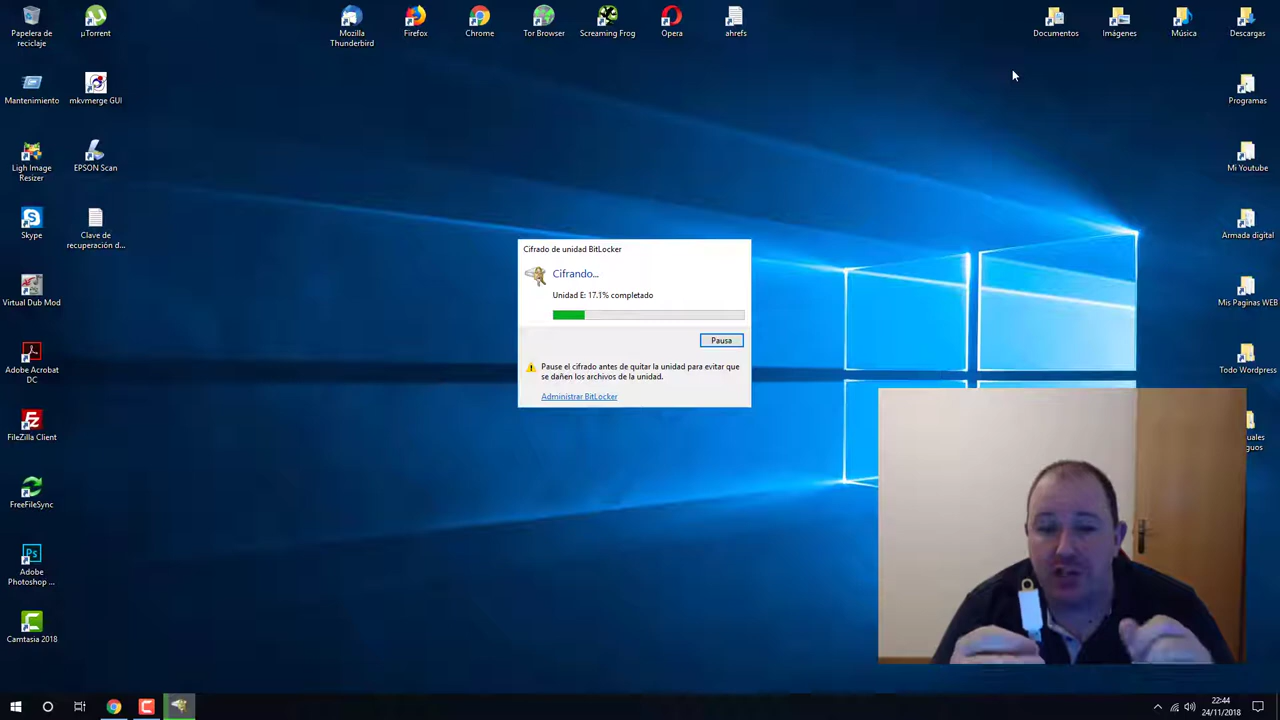 Papelera de
reciclaje
µTorrent
Mozilla
Thunderbird
Firefox
Chrome
Tor Browser
Screaming Frog
Opera
ahrefs
Documentos
Imágenes
Música
Descargas
Mantenimiento
mkvmerge GUI
Programas
Ligh Image
Resizer
EPSON Scan
Mi Youtube
Skype
Clave de
recuperación d...
Armada digital
Virtual Dub Mod
Mis Paginas WEB
Adobe Acrobat
DC
Todo Wordpress
FileZilla Client
FreeFileSync
Adobe
Photoshop ...
Camtasia 2018
Cifrado de unidad BitLocker
Cifrando...
Unidad E: 17.1% completado
Pausa
Pause el cifrado antes de quitar la unidad para evitar que
se dañen los archivos de la unidad.
Administrar BitLocker
22:44
24/11/2018